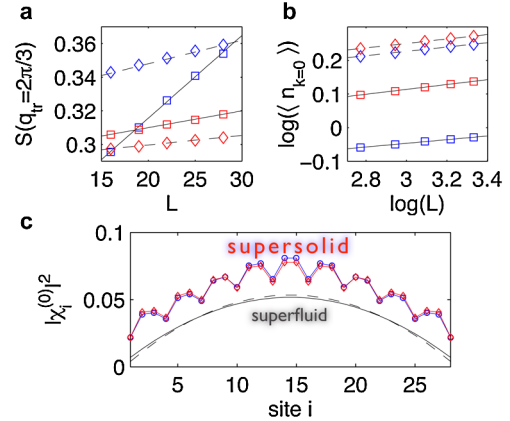 a
S(q_tr=2π/3)
0.36
0.34
0.32
0.3
15
20
25
30
L
b
log(⟨ n_k=0 ⟩)
0.2
0.1
0
−0.1
2.8
3
3.2
3.4
log(L)
c
|χ_i^(0)|^2
0.1
0.05
0
supersolid
superfluid
5
10
15
20
25
site i